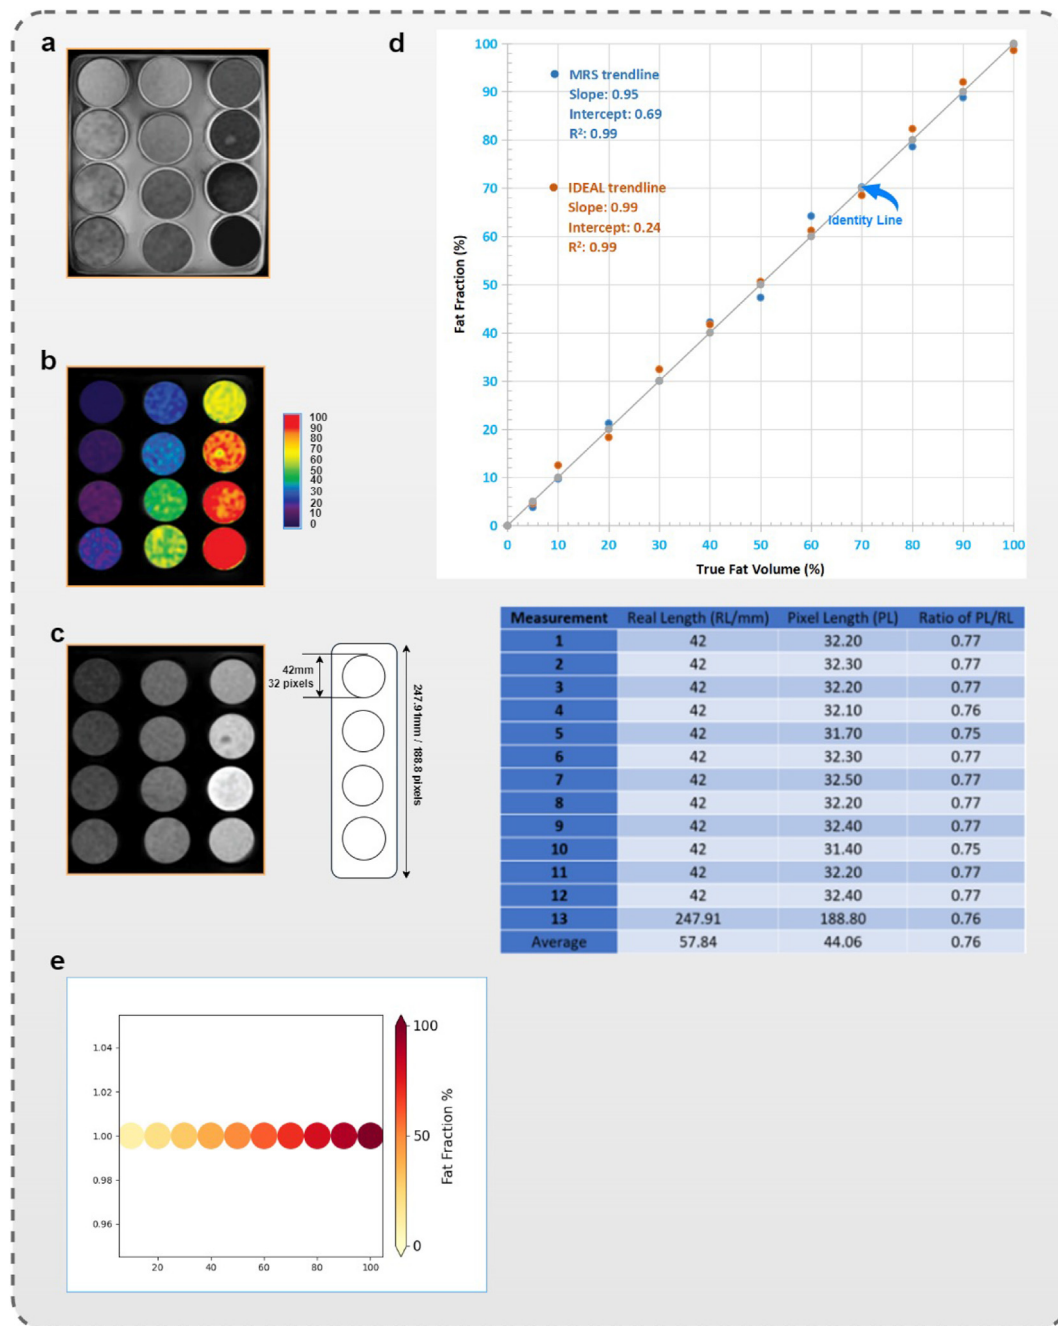 a
d
100
90
80
70
60
50
40
30
20
10
0
Fat Fraction (%)
MRS trendline
Slope: 0.95
Intercept: 0.69
R²: 0.99
IDEAL trendline
Slope: 0.99
Intercept: 0.24
R²: 0.99
Identity Line
0 10 20 30 40 50 60 70 80 90 100
True Fat Volume (%)
b
100
90
80
70
60
50
40
30
20
10
0
c
42mm
32 pixels
247.91mm / 188.8 pixels
Measurement Real Length (RL/mm) Pixel Length (PL) Ratio of PL/RL
1 42 32.20 0.77
2 42 32.30 0.77
3 42 32.20 0.77
4 42 32.10 0.76
5 42 31.70 0.75
6 42 32.30 0.77
7 42 32.50 0.77
8 42 32.20 0.77
9 42 32.40 0.77
10 42 31.40 0.75
11 42 32.20 0.77
12 42 32.40 0.77
13 247.91 188.80 0.76
Average 57.84 44.06 0.76
e
1.04
1.02
1.00
0.98
0.96
20 40 60 80 100
100
50
0
Fat Fraction %